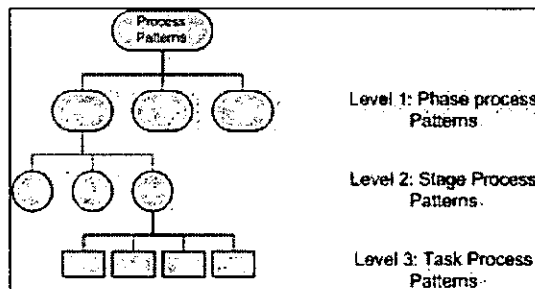 Process
Patterns
Level 1: Phase process
Patterns
Level 2: Stage Process
Patterns
Level 3: Task Process
Patterns